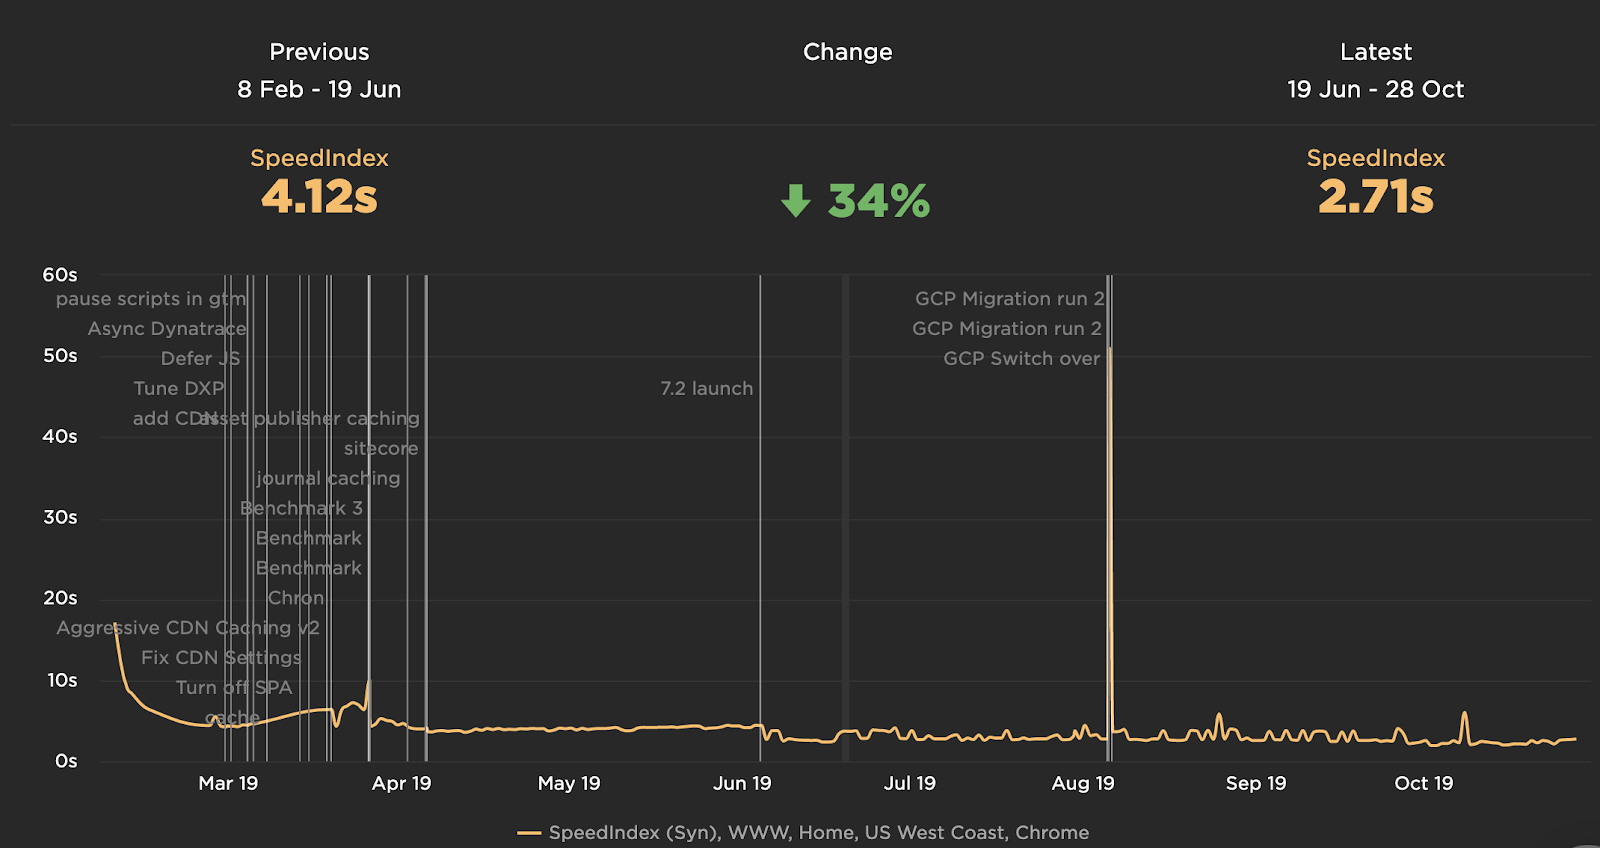 Previous
8 Feb - 19 Jun
Change
Latest
19 Jun - 28 Oct
SpeedIndex
4.12s
34%
SpeedIndex
2.71s
60s
pause scripts in gtm
GCP Migration run 2
Async Dynatrace
GCP Migration run 2
50s
Defer JS
GCP Switch over
Tune DXP
7.2 launch
add CDN
asset publisher caching
40s
sitecore
journal caching
Benchmark 3
30s
Benchmark
Benchmark
20s
Chron
Aggressive CDN Caching v2
Fix CDN Settings
10s
Turn off SPA
cache
0s
Mar 19
Apr 19
May 19
Jun 19
Jul 19
Aug 19
Sep 19
Oct 19
SpeedIndex (Syn), WWW, Home, US West Coast, Chrome